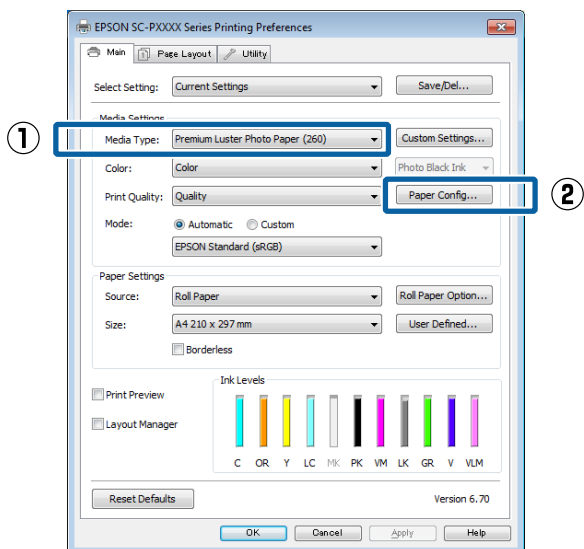 EPSON SC-PXXXX Series Printing Preferences
Main Page Layout Utility
Select Setting: Current Settings Save/Del...
Media Settings
① Media Type: Premium Luster Photo Paper (260) Custom Settings...
Color: Color Photo Black Ink
Print Quality: Quality Paper Config... ②
Mode: Automatic Custom
EPSON Standard (sRGB)
Paper Settings
Source: Roll Paper Roll Paper Option...
Size: A4 210 x 297 mm User Defined...
Borderless
Ink Levels
Print Preview
Layout Manager
C OR Y LC MK PK VM LK GR V VLM
Reset Defaults Version 6.70
OK Cancel Apply Help